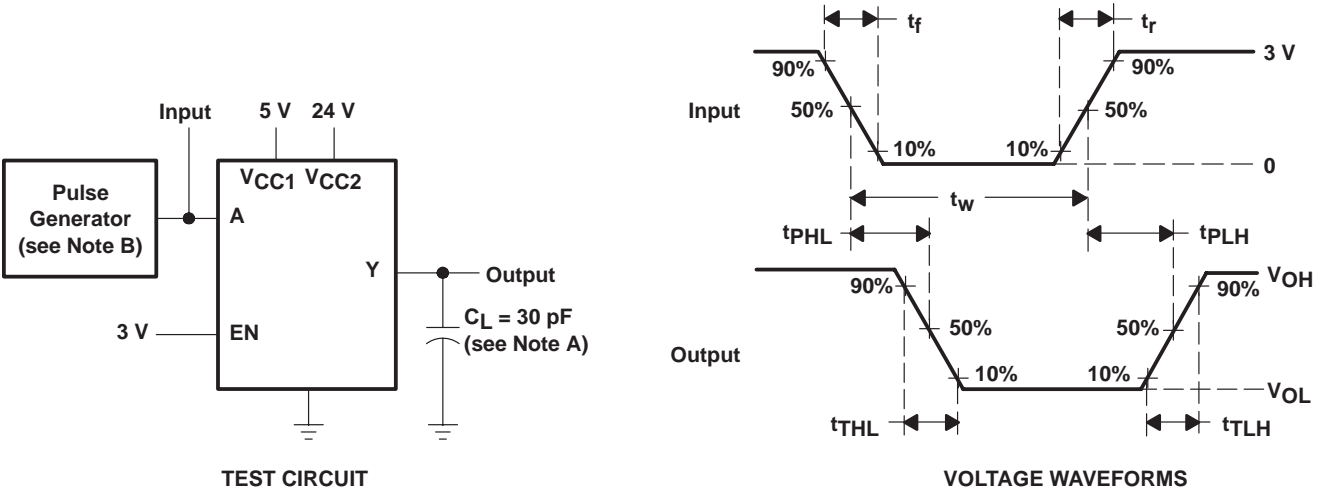 Input
5 V
24 V
VCC1
VCC2
Pulse
Generator
(see Note B)
A
Y
Output
CL = 30 pF
(see Note A)
3 V
EN
TEST CIRCUIT
tf
tr
3 V
90%
90%
Input
50%
50%
10%
10%
0
tw
tPHL
tPLH
VOH
90%
90%
50%
50%
Output
10%
10%
VOL
tTHL
tTLH
VOLTAGE WAVEFORMS